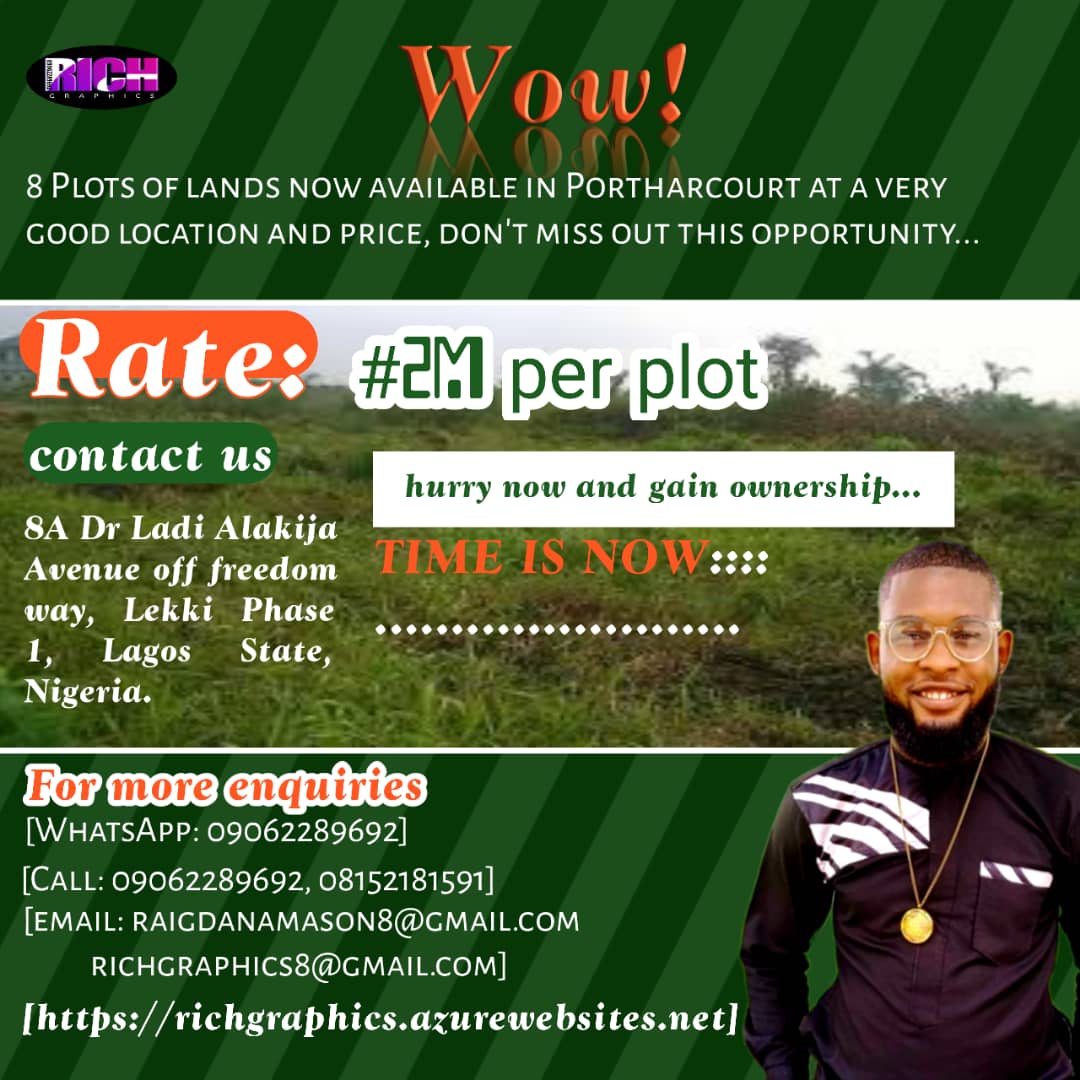 RICH
GRAPHICS
Wow!
8 Plots of lands now available in Portharcourt at a very
good location and price, don't miss out this opportunity...
Rate:
#2M per plot
contact us
hurry now and gain ownership...
8A Dr Ladi Alakija
Avenue off freedom
way, Lekki Phase
1, Lagos State,
Nigeria.
TIME IS NOW::::
........................
For more enquiries
[WhatsApp: 09062289692]
[Call: 09062289692, 08152181591]
[email: raigdanamason8@gmail.com
richgraphics8@gmail.com]
[https://richgraphics.azurewebsites.net]